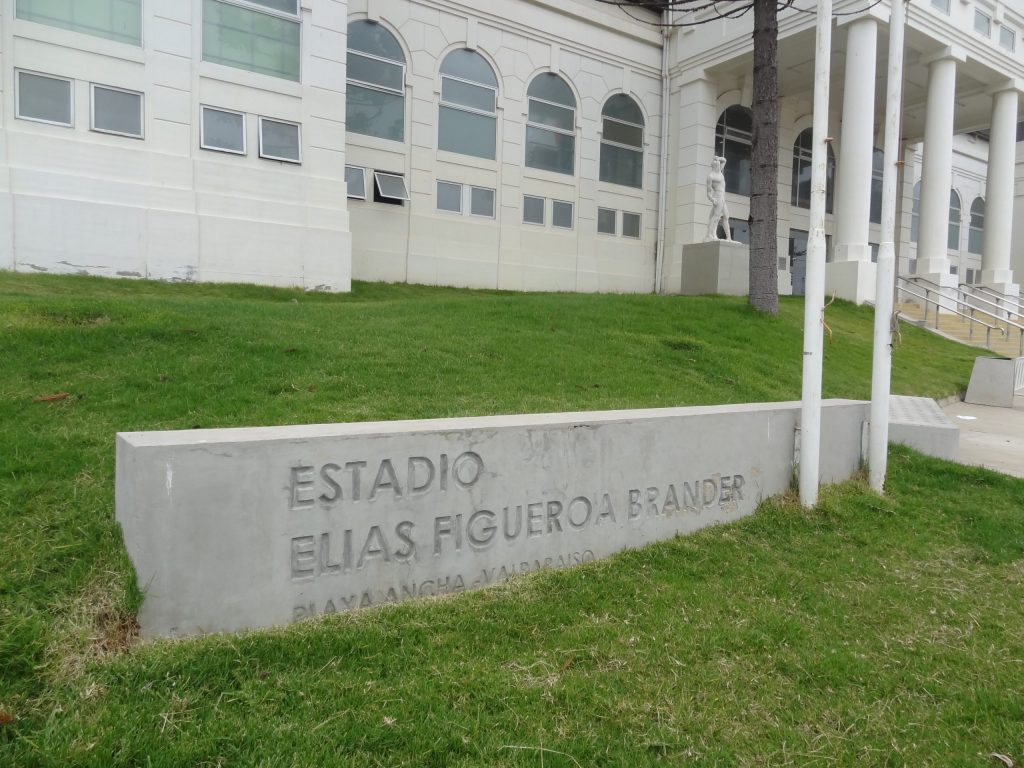 ESTADIO
ELIAS FIGUEROA BRANDER
PLAYA ANCHA - VALPARAISO